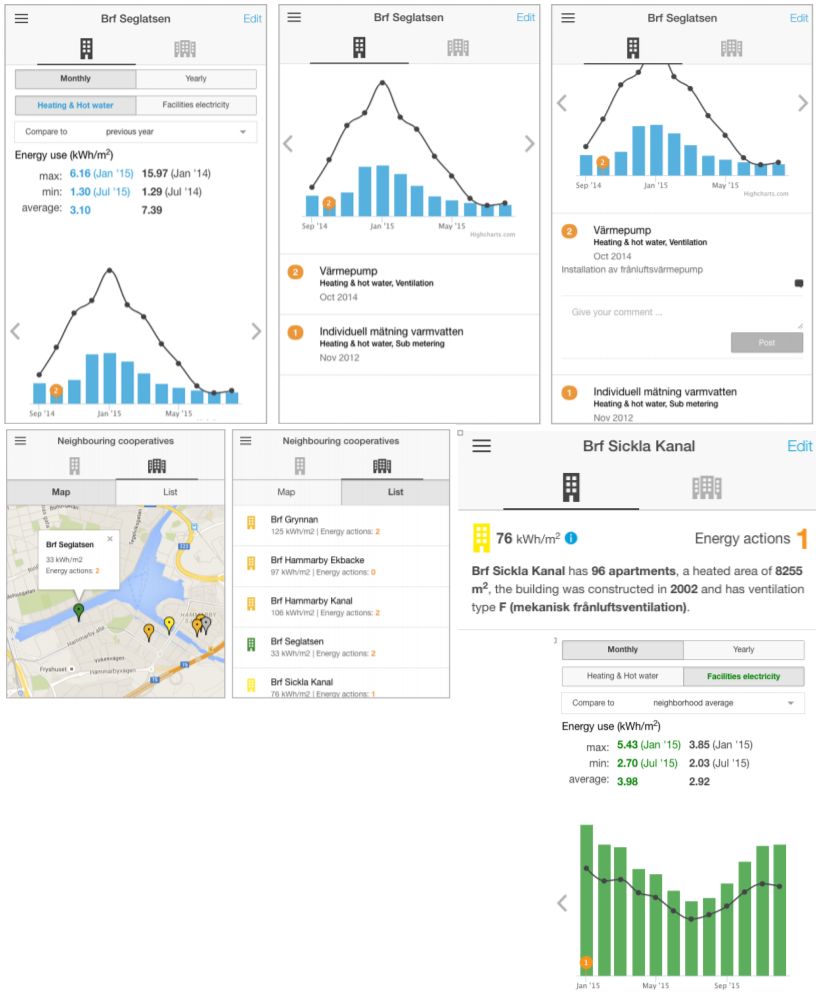 Brf Seglatsen
Edit
Monthly
Yearly
Heating & Hot water
Facilities electricity
Compare to
previous year
Energy use (kWh/m²)
max: 6.16 (Jan '15) 15.97 (Jan '14)
min: 1.30 (Jul '15) 1.29 (Jul '14)
average: 3.10 7.39
2
Sep '14 Jan '15 May '15
Brf Seglatsen
Edit
2
Sep '14 Jan '15 May '15
Highcharts.com
2
Värmepump
Heating & hot water, Ventilation
Oct 2014
1
Individuell mätning varmvatten
Heating & hot water, Sub metering
Nov 2012
Brf Seglatsen
Edit
2
Sep '14 Jan '15 May '15
Highcharts.com
2
Värmepump
Heating & hot water, Ventilation
Oct 2014
Installation av frånluftsvärmepump
Give your comment ...
Post
1
Individuell mätning varmvatten
Heating & hot water, Sub metering
Nov 2012
Neighbouring cooperatives
Map
List
Brf Seglatsen
33 kWh/m2
Energy actions: 2
Hammarby allé
Fryshuset
Hammarbyvägen
Neighbouring cooperatives
Map
List
Brf Grynnan
125 kWh/m2 | Energy actions: 2
Brf Hammarby Ekbacke
97 kWh/m2 | Energy actions: 0
Brf Hammarby Kanal
106 kWh/m2 | Energy actions: 2
Brf Seglatsen
33 kWh/m2 | Energy actions: 2
Brf Sickla Kanal
76 kWh/m2 | Energy actions: 1
Brf Sickla Kanal
Edit
76 kWh/m²
Energy actions 1
Brf Sickla Kanal has 96 apartments, a heated area of 8255
m², the building was constructed in 2002 and has ventilation
type F (mekanisk frånluftsventilation).
Monthly
Yearly
Heating & Hot water
Facilities electricity
Compare to
neighborhood average
Energy use (kWh/m²)
max: 5.43 (Jan '15) 3.85 (Jan '15)
min: 2.70 (Jul '15) 2.03 (Jul '15)
average: 3.98 2.92
1
Jan '15 May '15 Sep '15